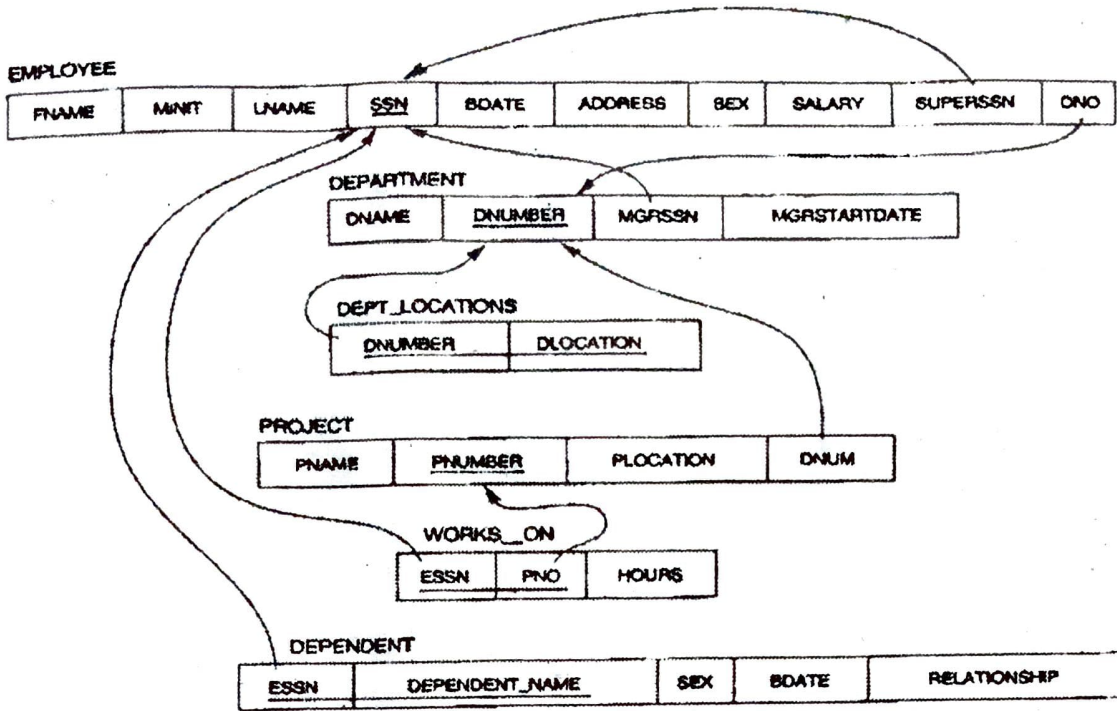 EMPLOYEE
FNAME MINIT LNAME SSN BDATE ADDRESS SEX SALARY SUPERSSN DNO
DEPARTMENT
DNAME DNUMBER MGRSSN MGRSTARTDATE
DEPT_LOCATIONS
DNUMBER DLOCATION
PROJECT
PNAME PNUMBER PLOCATION DNUM
WORKS_ON
ESSN PNO HOURS
DEPENDENT
ESSN DEPENDENT_NAME SEX BDATE RELATIONSHIP